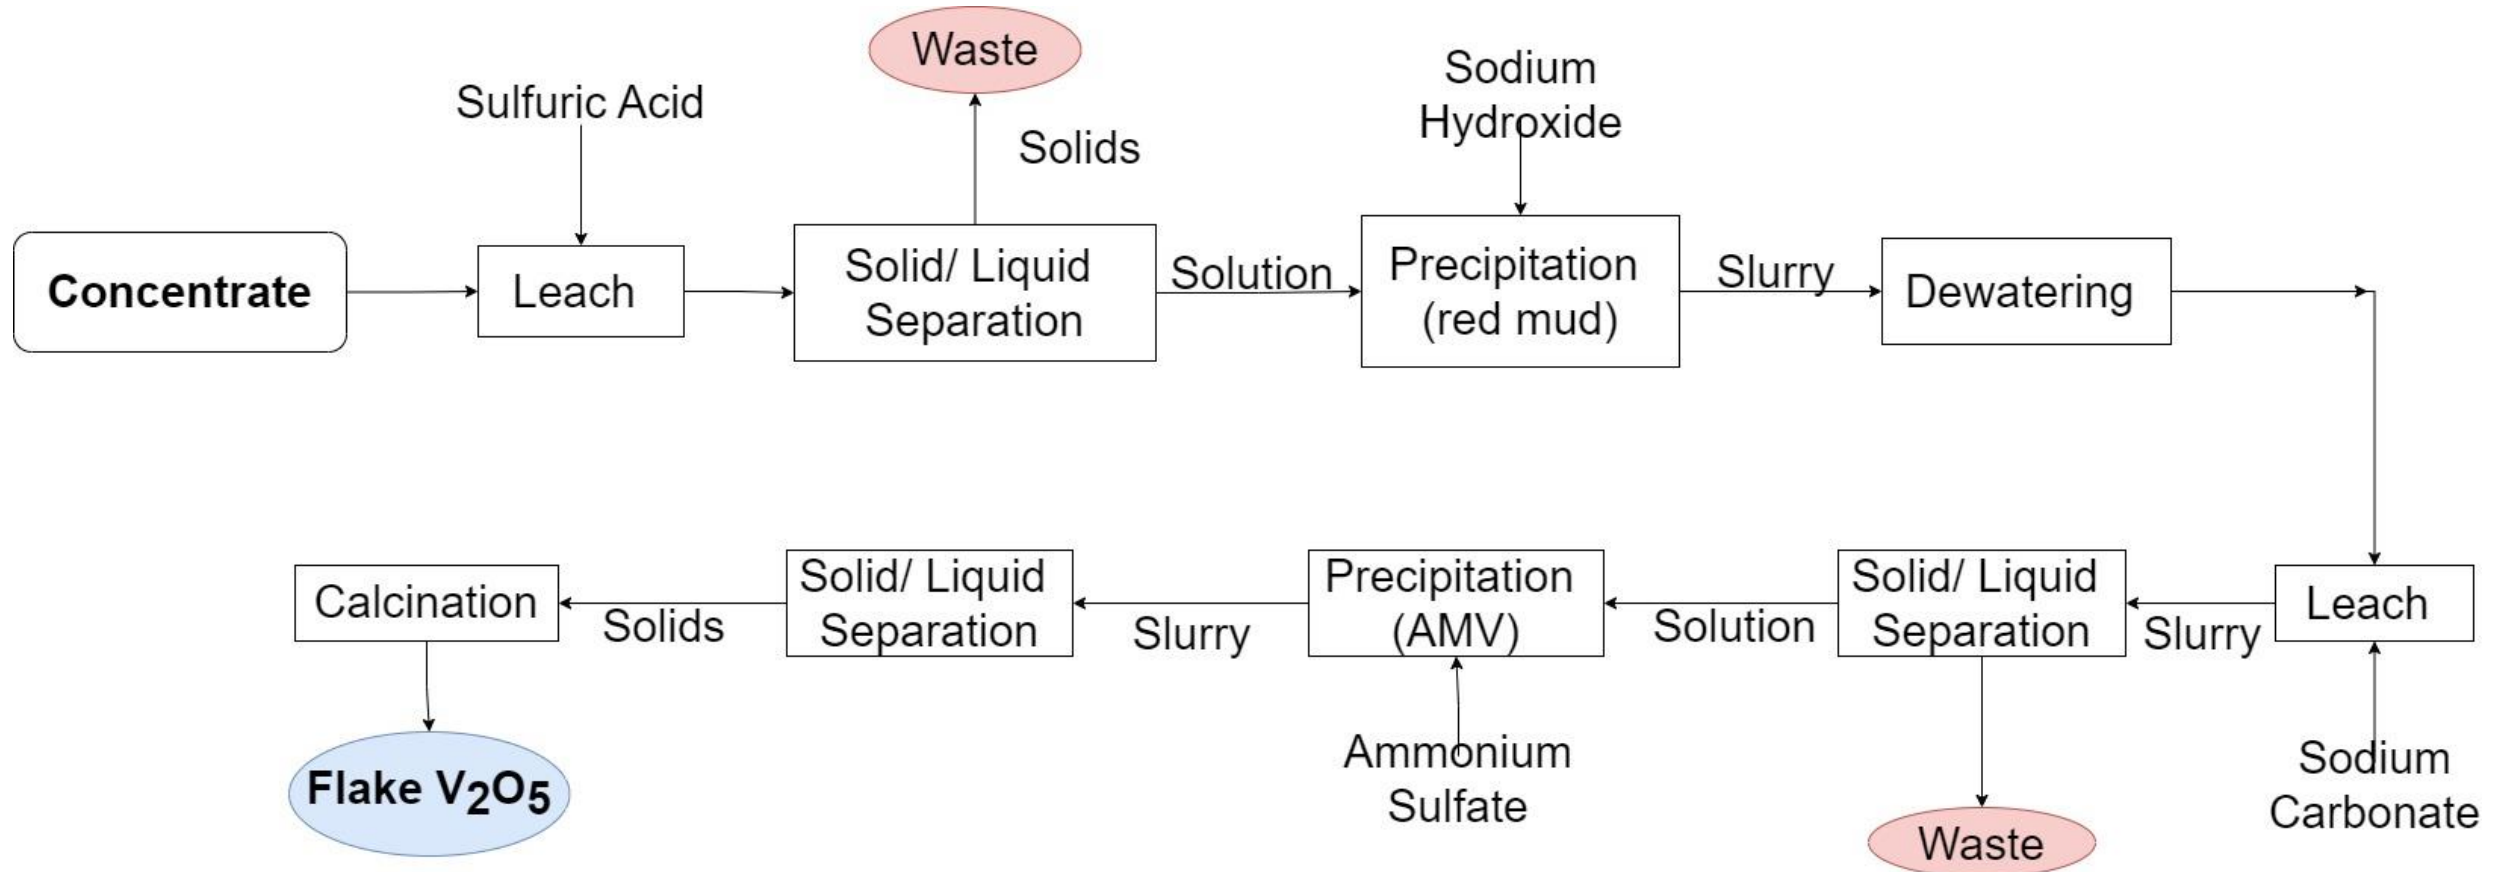 Waste
Sodium
Hydroxide
Sulfuric Acid
Solids
Concentrate
Leach
Solid/ Liquid
Separation
Solution
Precipitation
(red mud)
Slurry
Dewatering
Calcination
Solids
Solid/ Liquid
Separation
Slurry
Precipitation
(AMV)
Solution
Solid/ Liquid
Separation
Slurry
Leach
Flake V₂O₅
Ammonium
Sulfate
Waste
Sodium
Carbonate